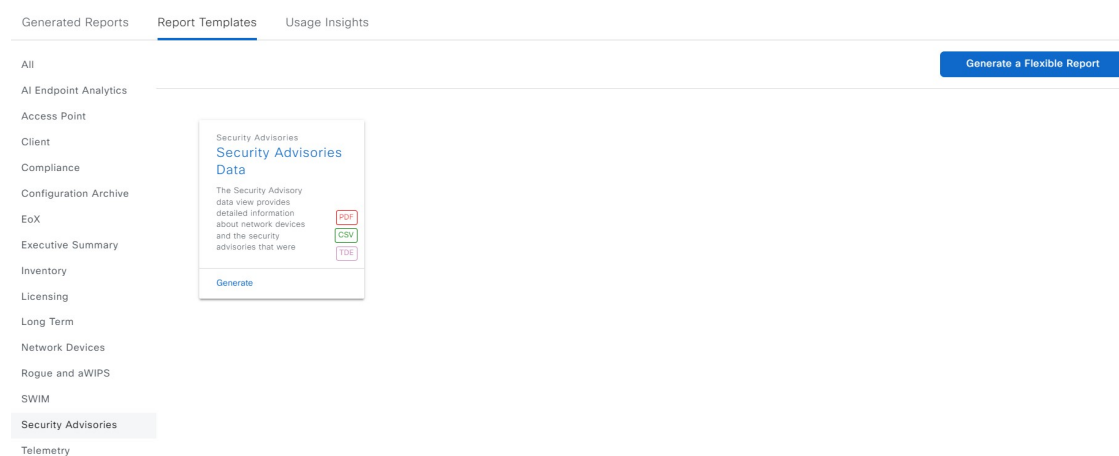 Generated Reports Report Templates Usage Insights
Generate a Flexible Report
All
AI Endpoint Analytics
Access Point
Client
Compliance
Configuration Archive
EoX
Executive Summary
Inventory
Licensing
Long Term
Network Devices
Rogue and aWIPS
SWIM
Security Advisories
Telemetry
Security Advisories
Security Advisories
Data
The Security Advisory
data view provides
detailed information
about network devices
and the security
advisories that were
PDF
CSV
TDE
Generate